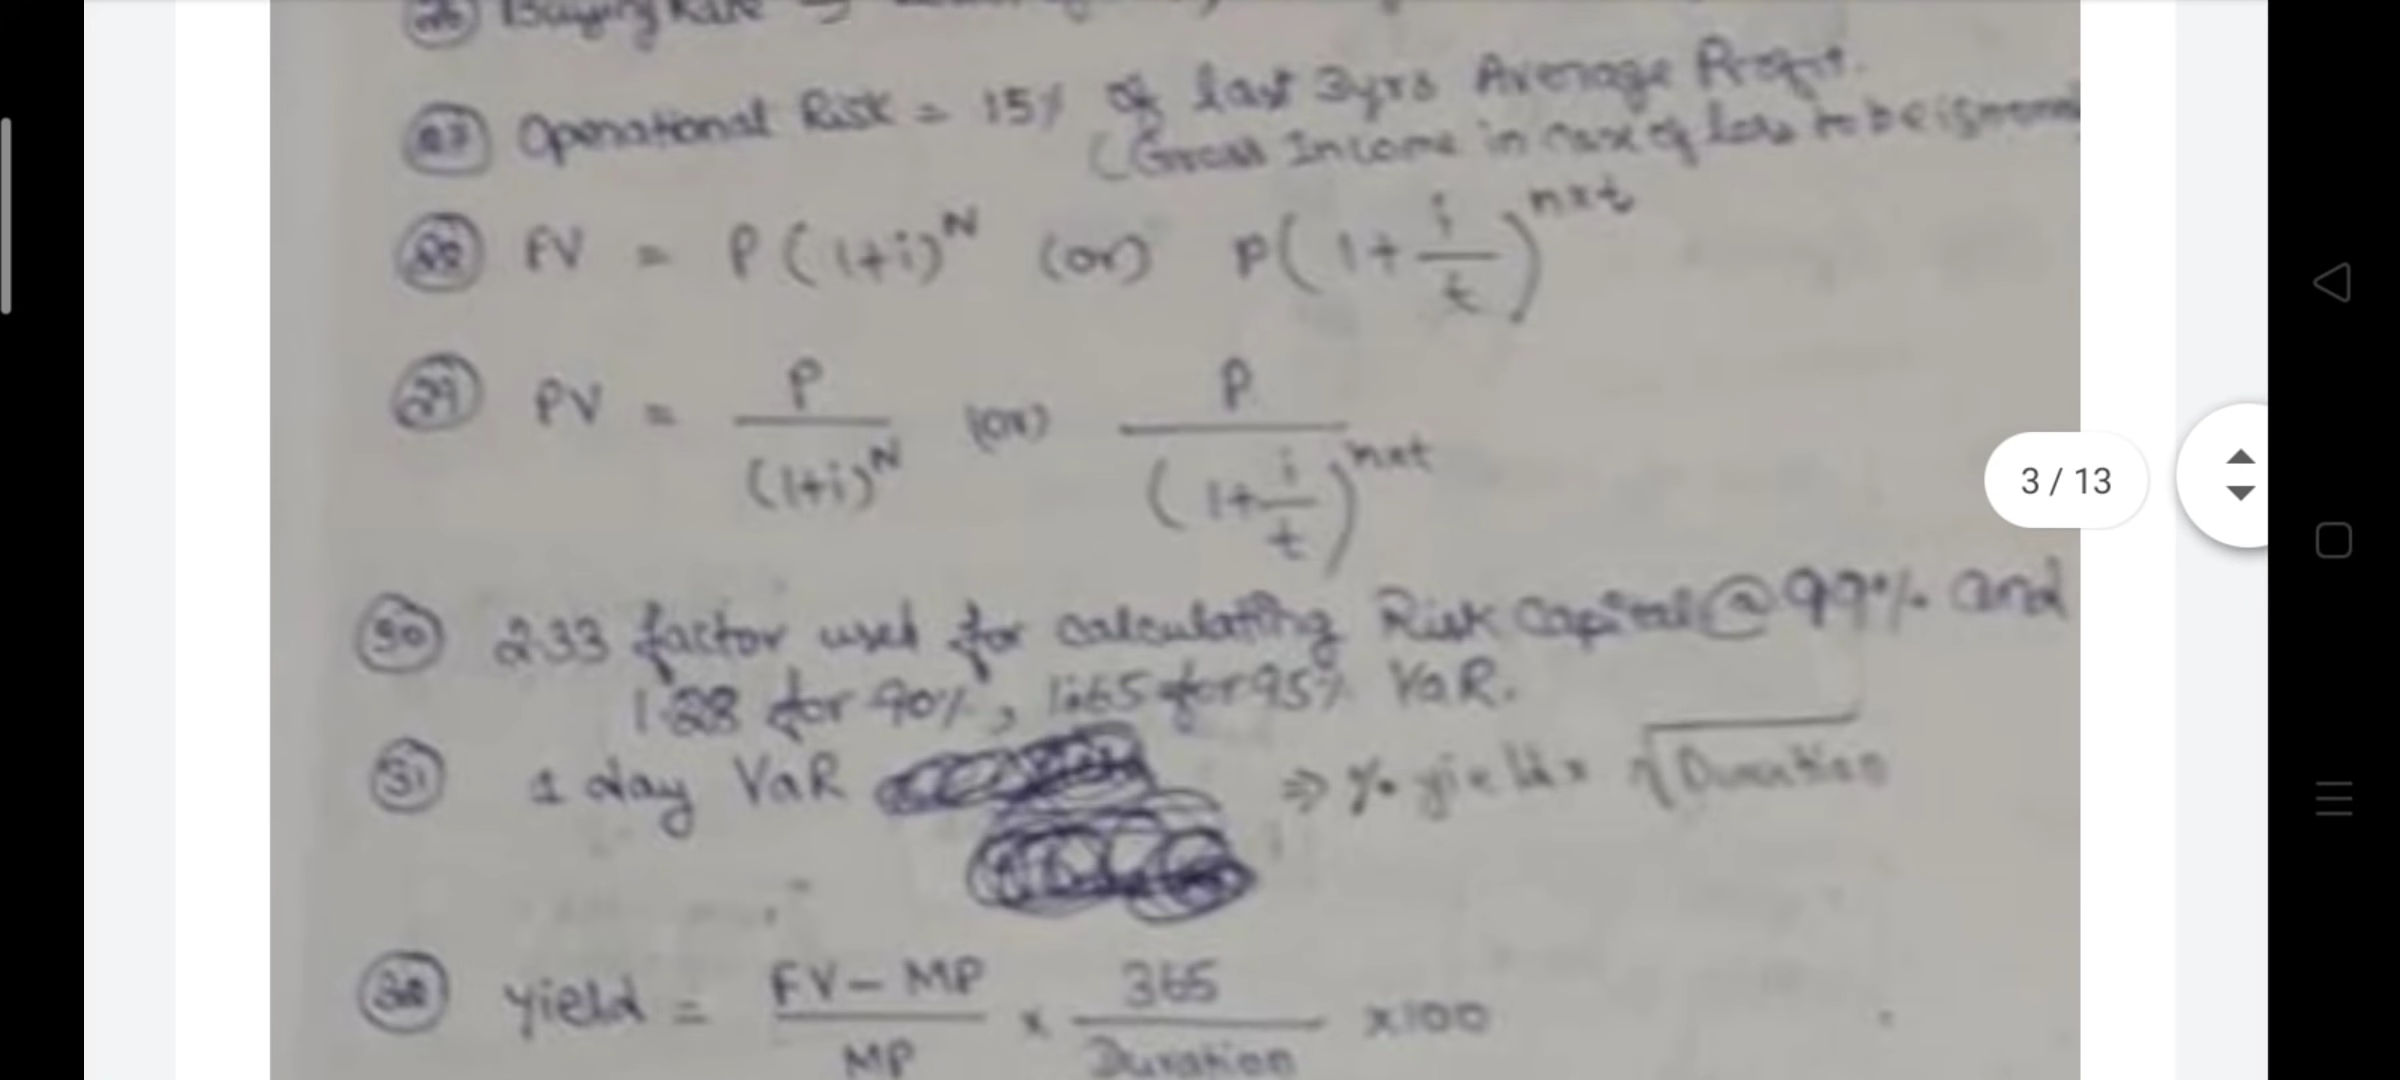 26 Buying Rate
27 Operational Risk = 15% of last 3yrs Average Profit.
(Gross Income in case of loss to be ignored
28 FV = P(1+i)^N (or) P(1+i/t)^n×t
29 PV = P/(1+i)^N (or) P/(1+i/t)^n×t
3 / 13
30 2.33 factor used for calculating Risk Capital @ 99% and
1.28 for 90%, 1.65 for 95% VaR.
31 1 day VaR ⇒ % yield × √Duration
32 Yield = FV - MP/MP × 365/Duration ×100